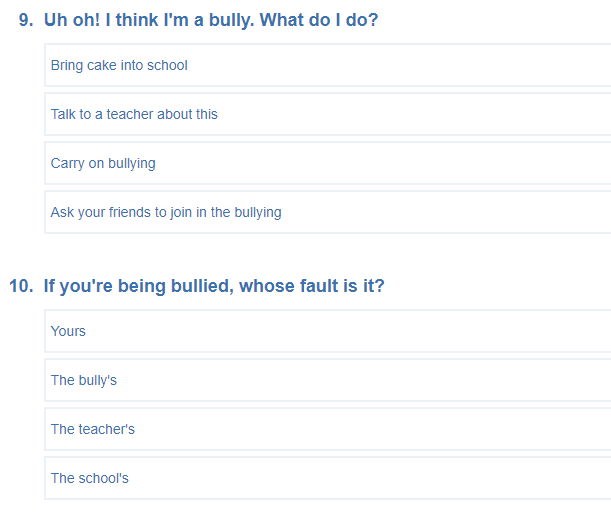 9. Uh oh! I think I'm a bully. What do I do?
Bring cake into school
Talk to a teacher about this
Carry on bullying
Ask your friends to join in the bullying
10. If you're being bullied, whose fault is it?
Yours
The bully's
The teacher's
The school's